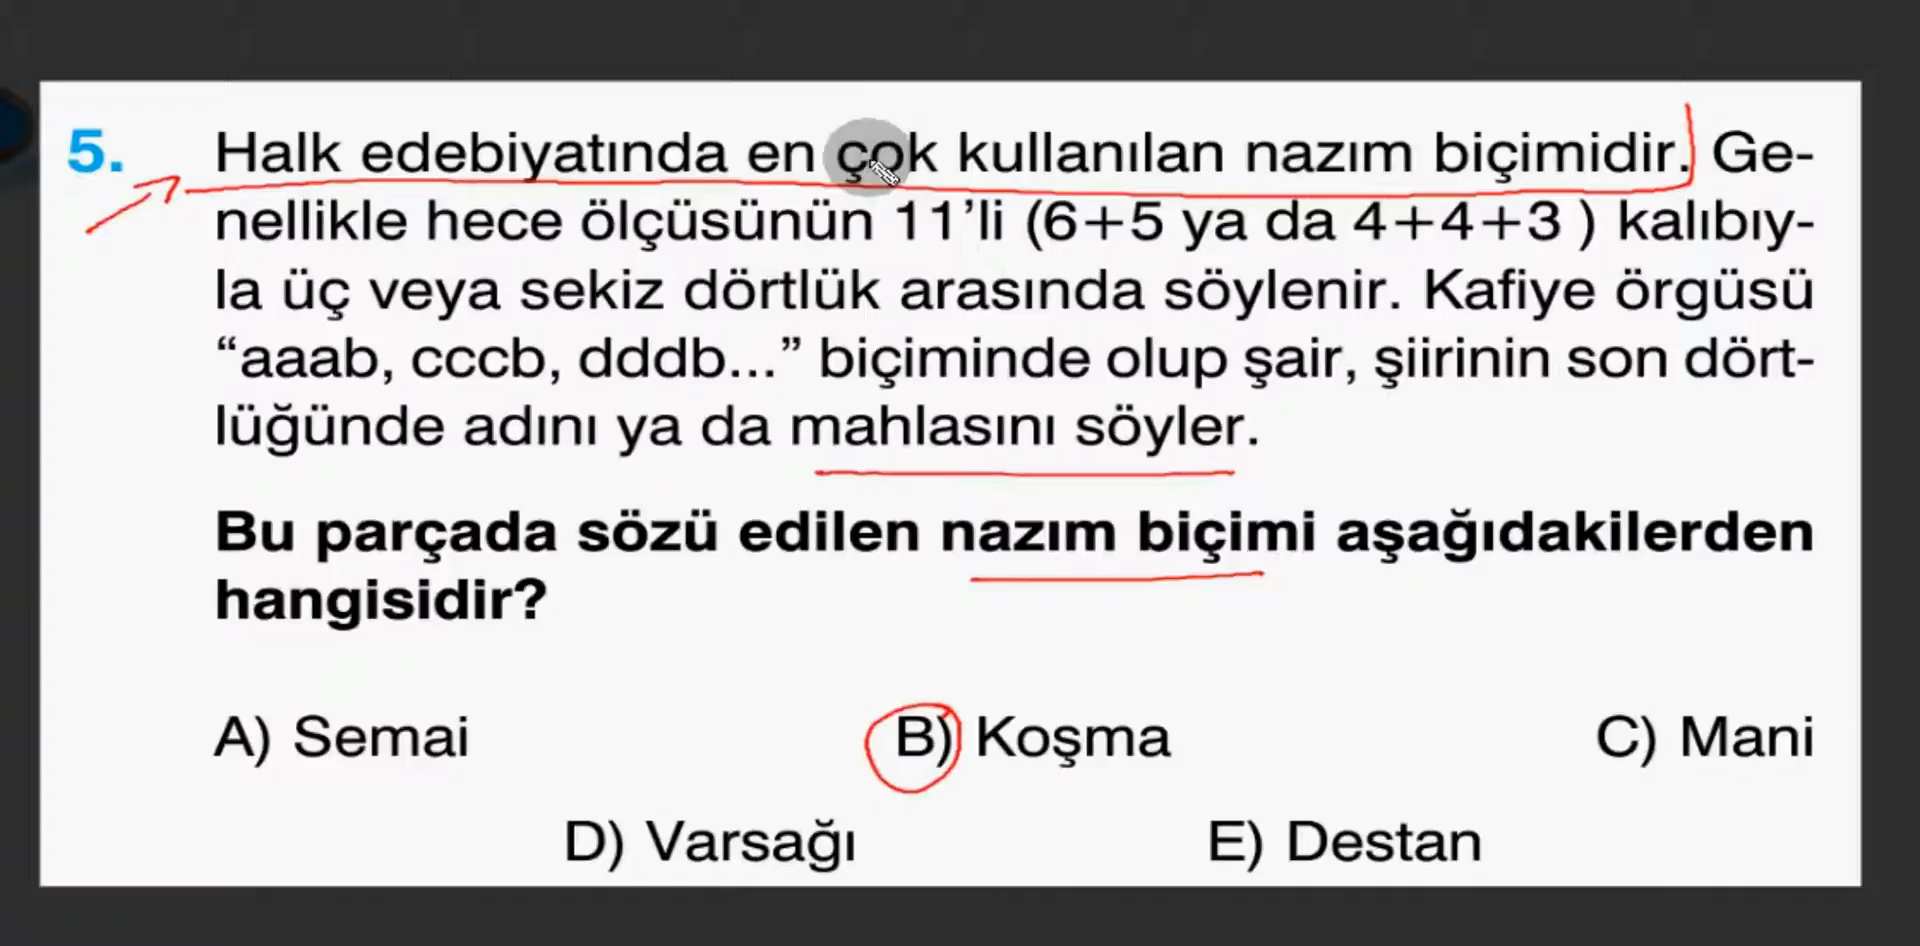 5. Halk edebiyatında en çok kullanılan nazım biçimidir. Ge-
nellikle hece ölçüsünün 11’li (6+5 ya da 4+4+3 ) kalıbıy-
la üç veya sekiz dörtlük arasında söylenir. Kafiye örgüsü
“aaab, cccb, dddb...” biçiminde olup şair, şiirinin son dört-
lüğünde adını ya da mahlasını söyler.
Bu parçada sözü edilen nazım biçimi aşağıdakilerden
hangisidir?
A) Semai B) Koşma C) Mani
D) Varsağı E) Destan